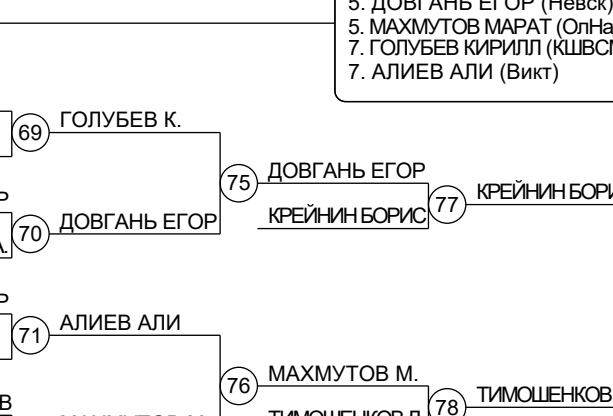 5. ДОВГАНЬ ЕГОР (Невск)
5. МАХМУТОВ МАРАТ (ОлНа
7. ГОЛУБЕВ КИРИЛЛ (КШВСМ
7. АЛИЕВ АЛИ (Викт)
69 ГОЛУБЕВ К.
75 ДОВГАНЬ ЕГОР
КРЕЙНИН БОРИС
77 КРЕЙНИН БОРИ
70 ДОВГАНЬ ЕГОР
71 АЛИЕВ АЛИ
76 МАХМУТОВ М.
78 ТИМОШЕНКОВ